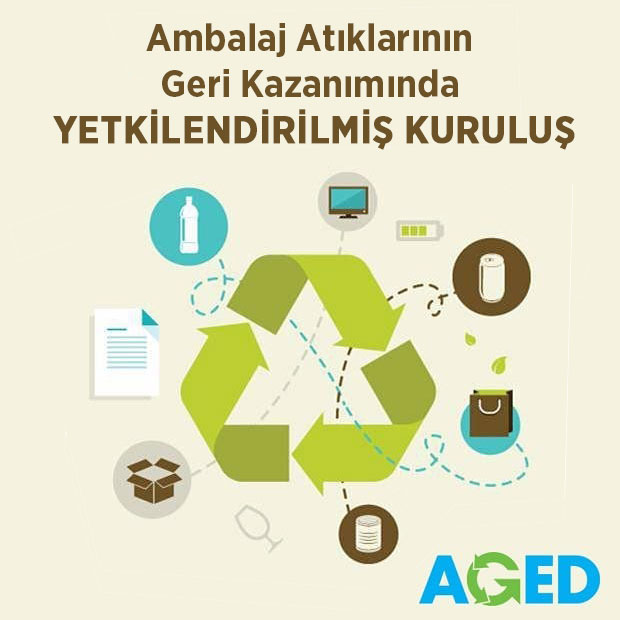 Ambalaj Atıklarının
Geri Kazanımında
YETKİLENDİRİLMİŞ KURULUŞ
AGED